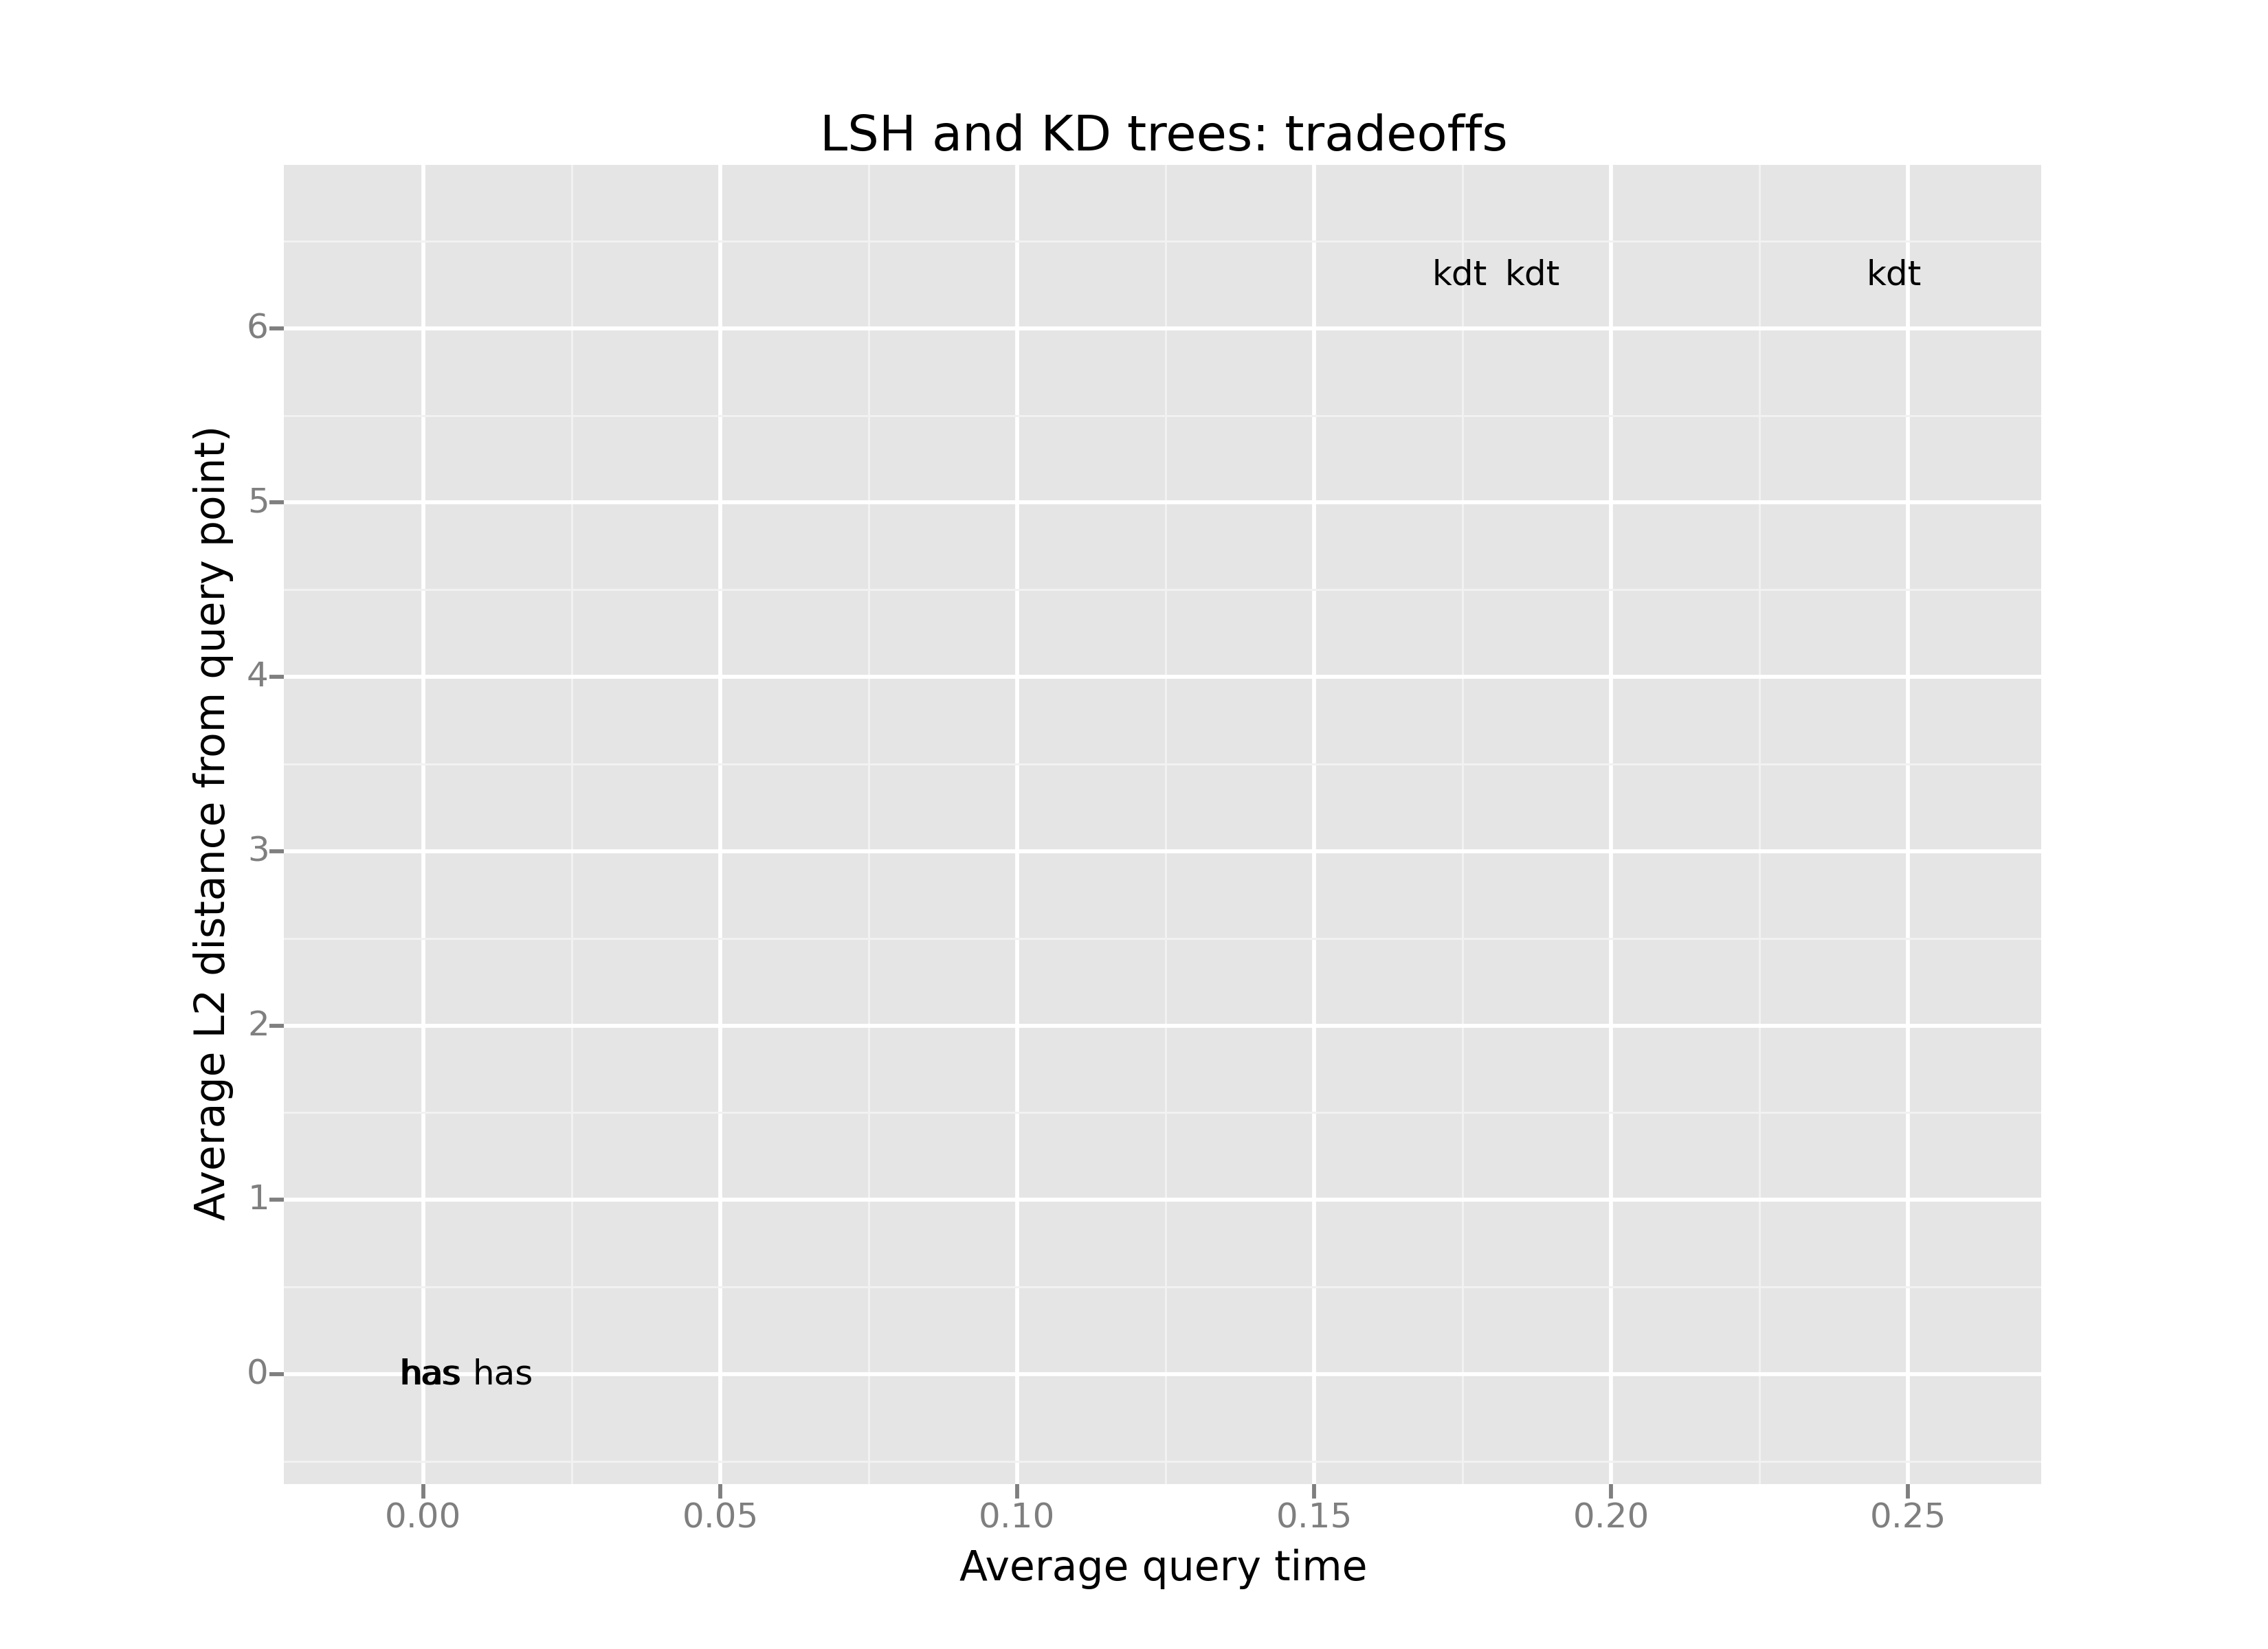 LSH and KD trees: tradeoffs
kdt kdt kdt
6
5
4
3
2
1
0
Average L2 distance from query point)
has has
0.00 0.05 0.10 0.15 0.20 0.25
Average query time